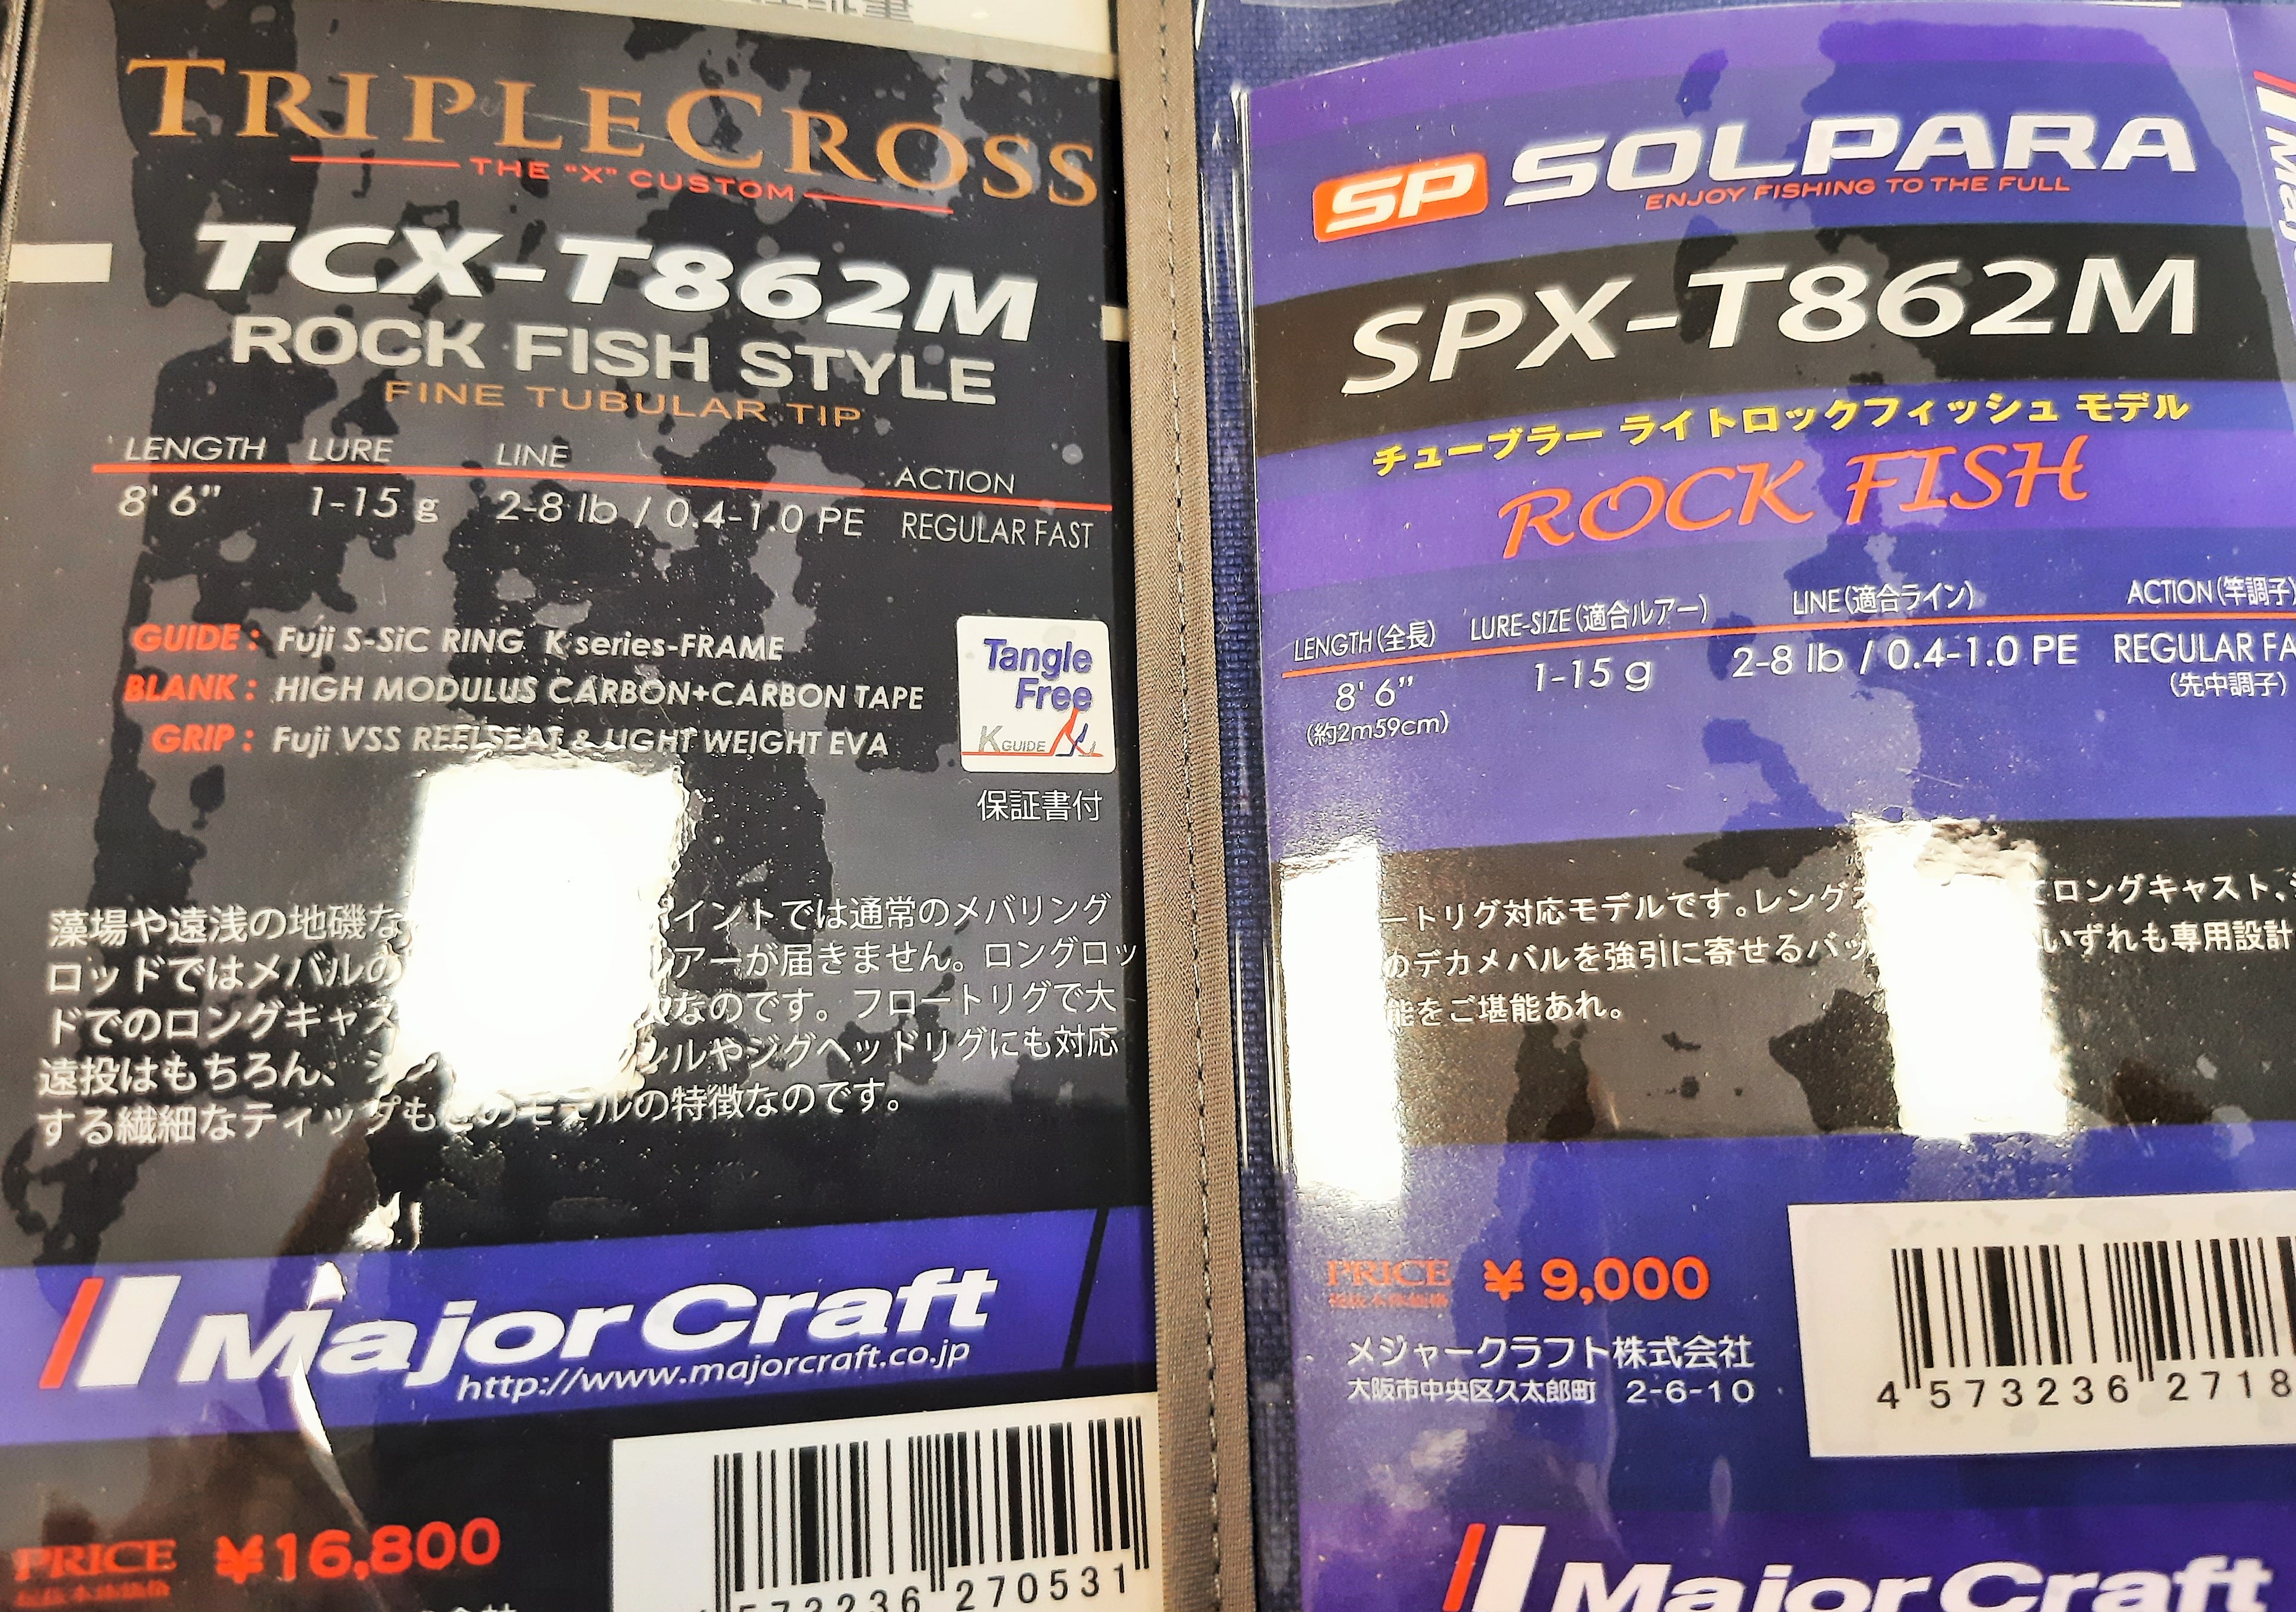 TRIPLECROSS
THE "X" CUSTOM
TCX-T862M
ROCK FISH STYLE
FINE TUBULAR TIP
LENGTH LURE LINE ACTION
8' 6" 1-15 g 2-8 lb / 0.4-1.0 PE REGULAR FAST
GUIDE : Fuji S-SiC RING K series-FRAME
BLANK : HIGH MODULUS CARBON+CARBON TAPE
GRIP : Fuji VSS REELSEAT & LIGHT WEIGHT EVA
Tangle
Free
K GUIDE
保証書付
藻場や遠浅の地磯な イントでは通常のメバリング
ロッドではメバルの アーが届きません。ロングロッ
ドでのロングキャス なのです。フロートリグで大
遠投はもちろん、 ルやジグヘッドリグにも対応
する繊細なティップもこのモデルの特徴なのです。
Major Craft
http://www.majorcraft.co.jp
PRICE ¥16,800
573236 270531
SP SOLPARA
ENJOY FISHING TO THE FULL
SPX-T862M
チューブラー ライトロックフィッシュ モデル
ROCK FISH
LENGTH(全長) LURE-SIZE(適合ルアー) LINE(適合ライン) ACTION(竿調子)
8' 6" 1-15 g 2-8 lb / 0.4-1.0 PE REGULAR FA
(約2m59cm) (先中調子)
ートリグ対応モデルです。レング ロングキャスト、
のデカメバルを強引に寄せるバッ いずれも専用設計
能をご堪能あれ。
PRICE ¥9,000
メジャークラフト株式会社
大阪市中央区久太郎町 2-6-10
4 573236 2718
Major Craft